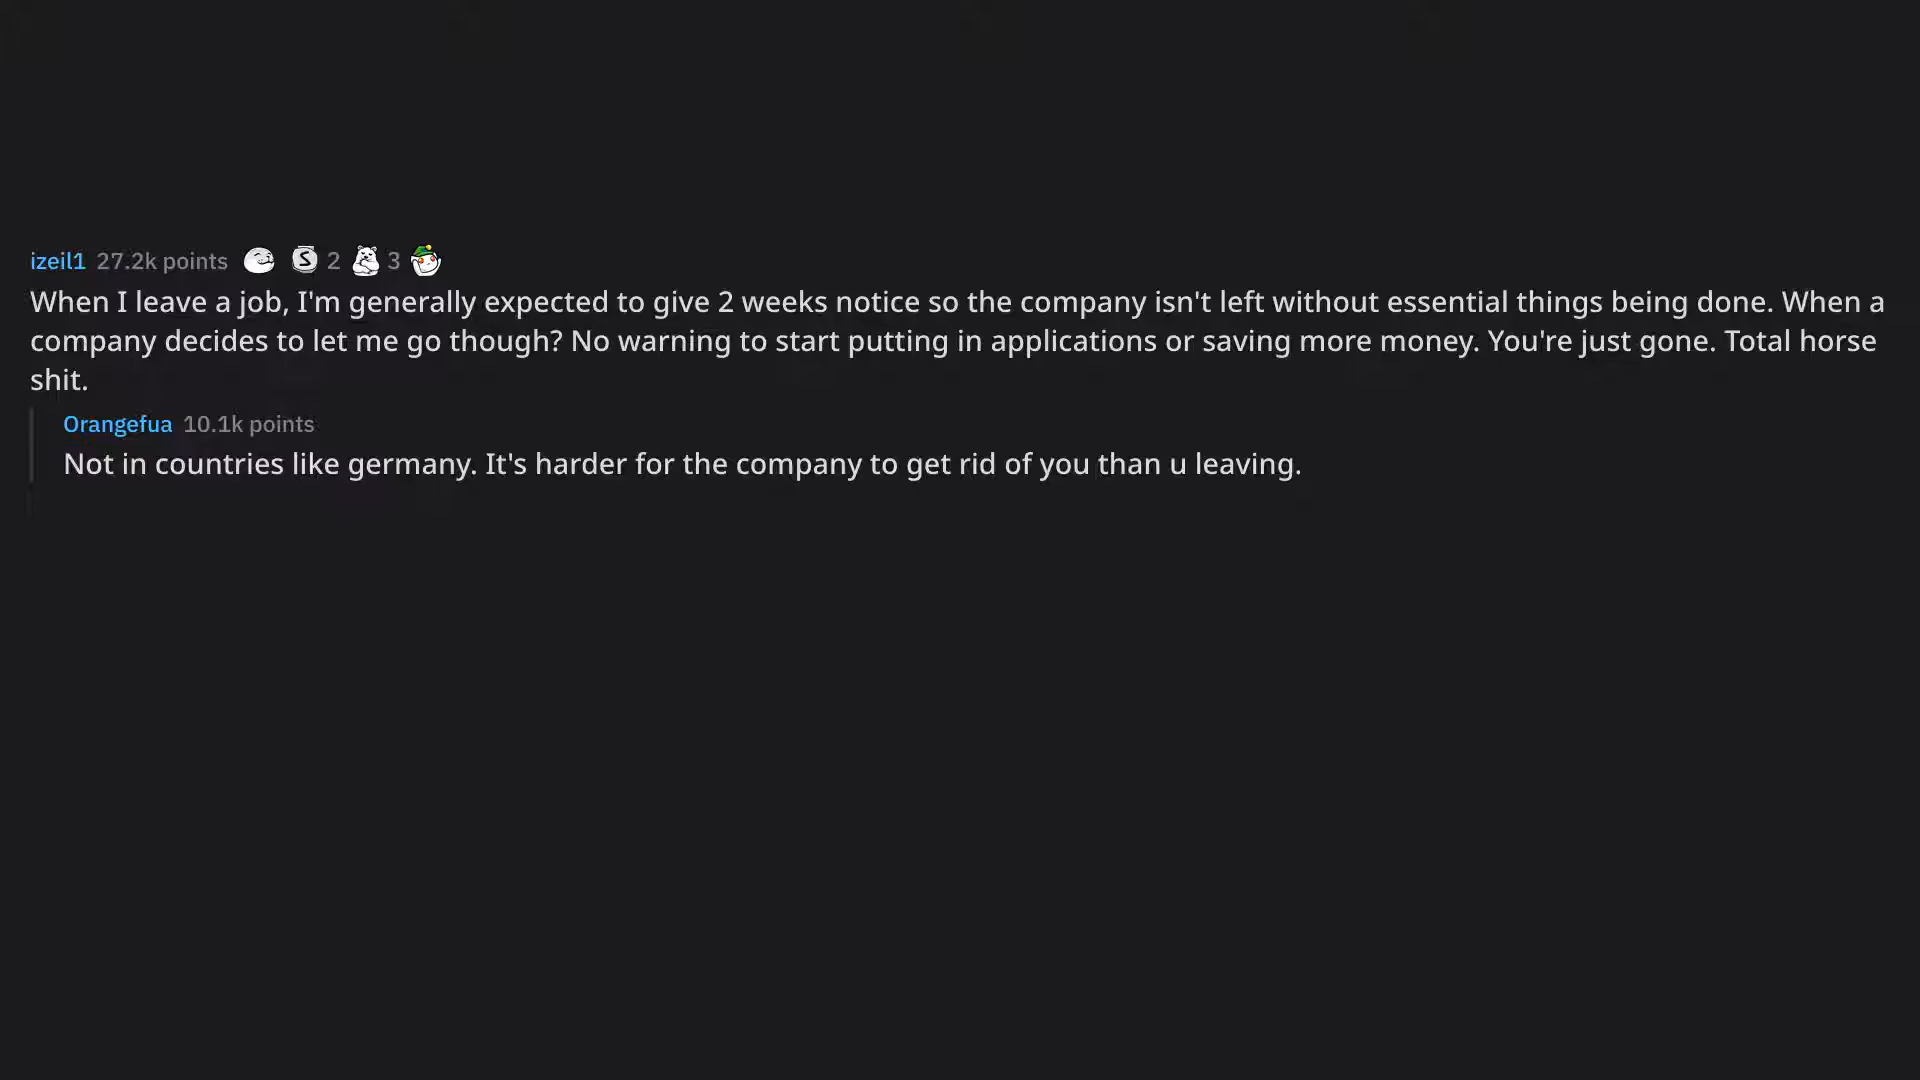 izeil1 27.2k points 2 3
When I leave a job, I'm generally expected to give 2 weeks notice so the company isn't left without essential things being done. When a
company decides to let me go though? No warning to start putting in applications or saving more money. You're just gone. Total horse
shit.
Orangefua 10.1k points
Not in countries like germany. It's harder for the company to get rid of you than u leaving.